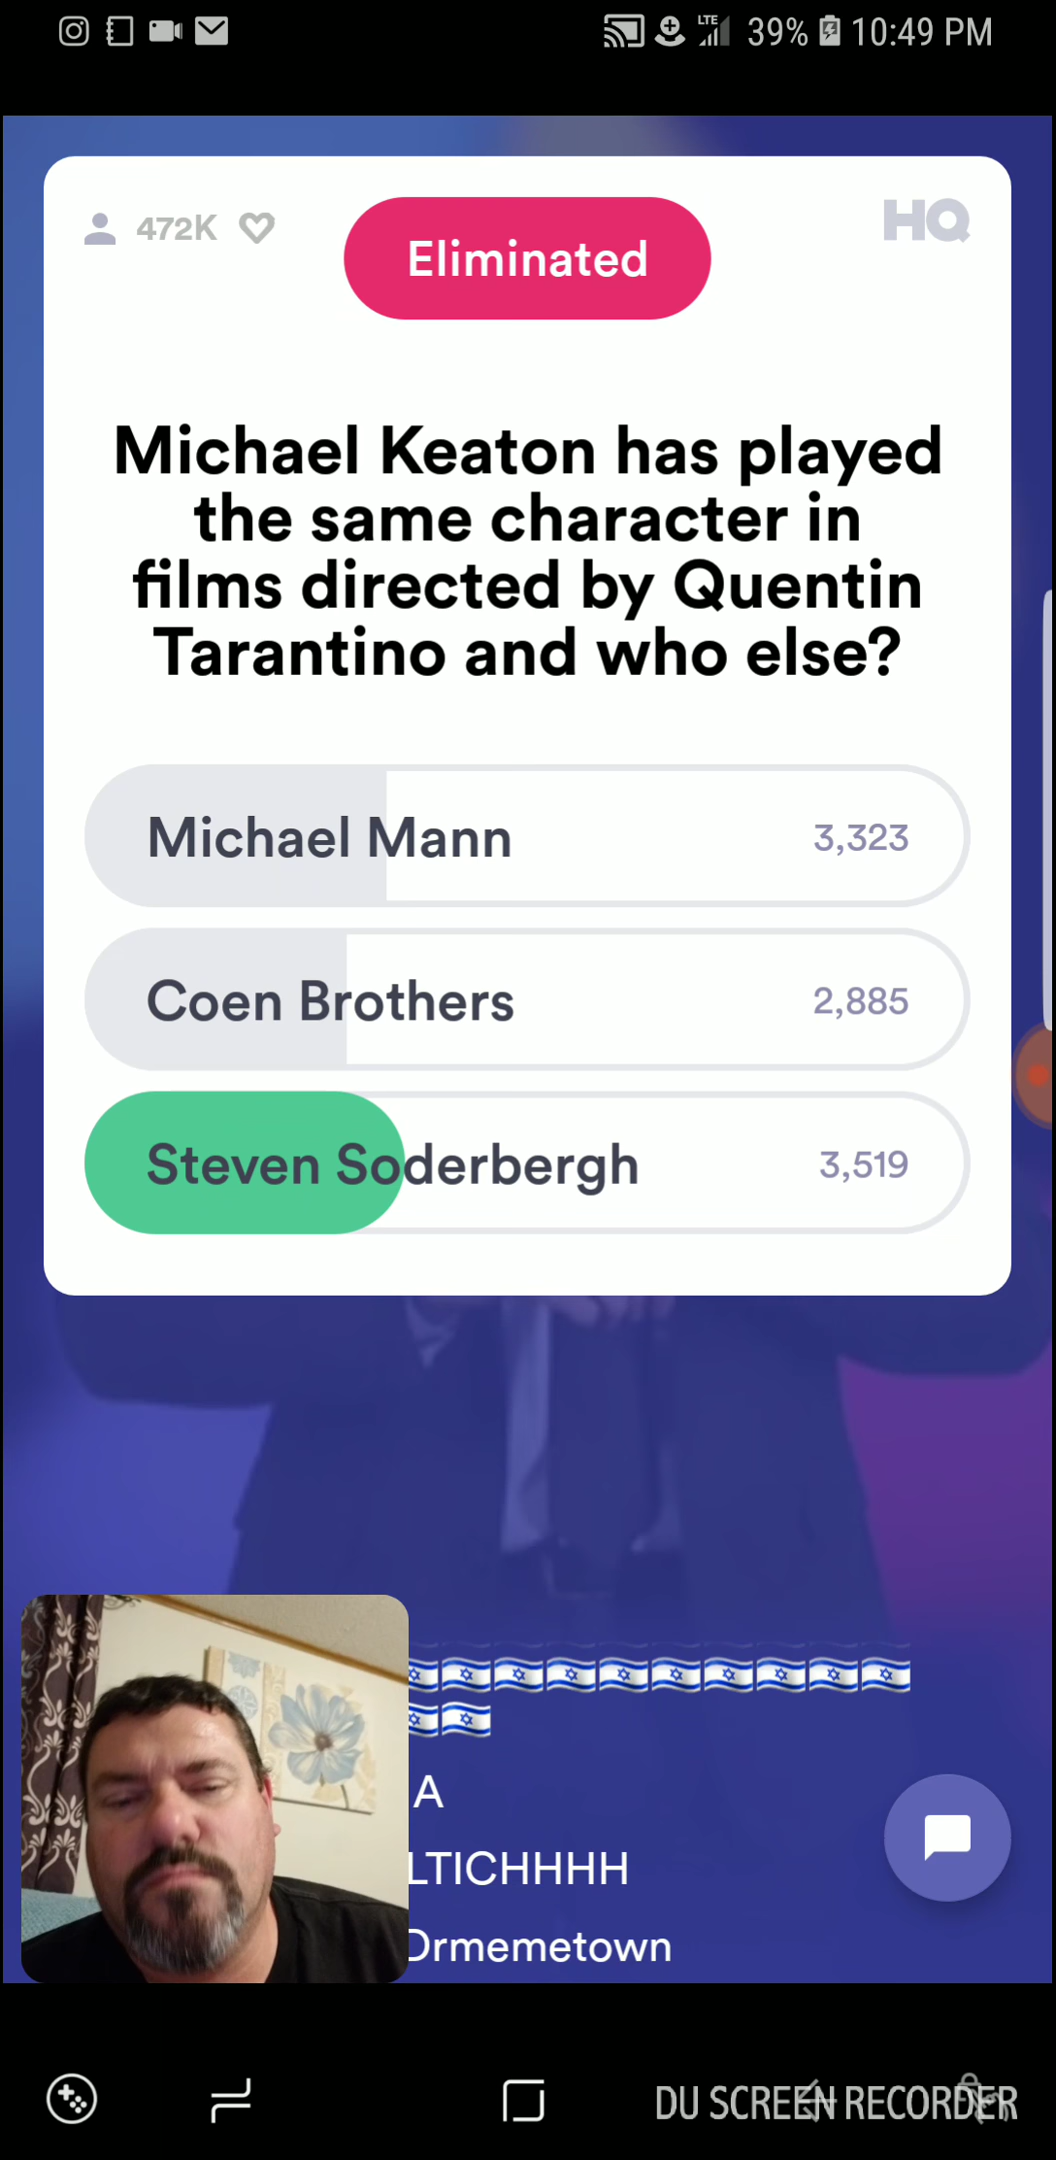 LTE 39% 10:49 PM
472K
Eliminated
HQ
Michael Keaton has played
the same character in
films directed by Quentin
Tarantino and who else?
Michael Mann 3,323
Coen Brothers 2,885
Steven Soderbergh 3,519
A
LTICHHHH
Drmemetown
DU SCREEN RECORDER